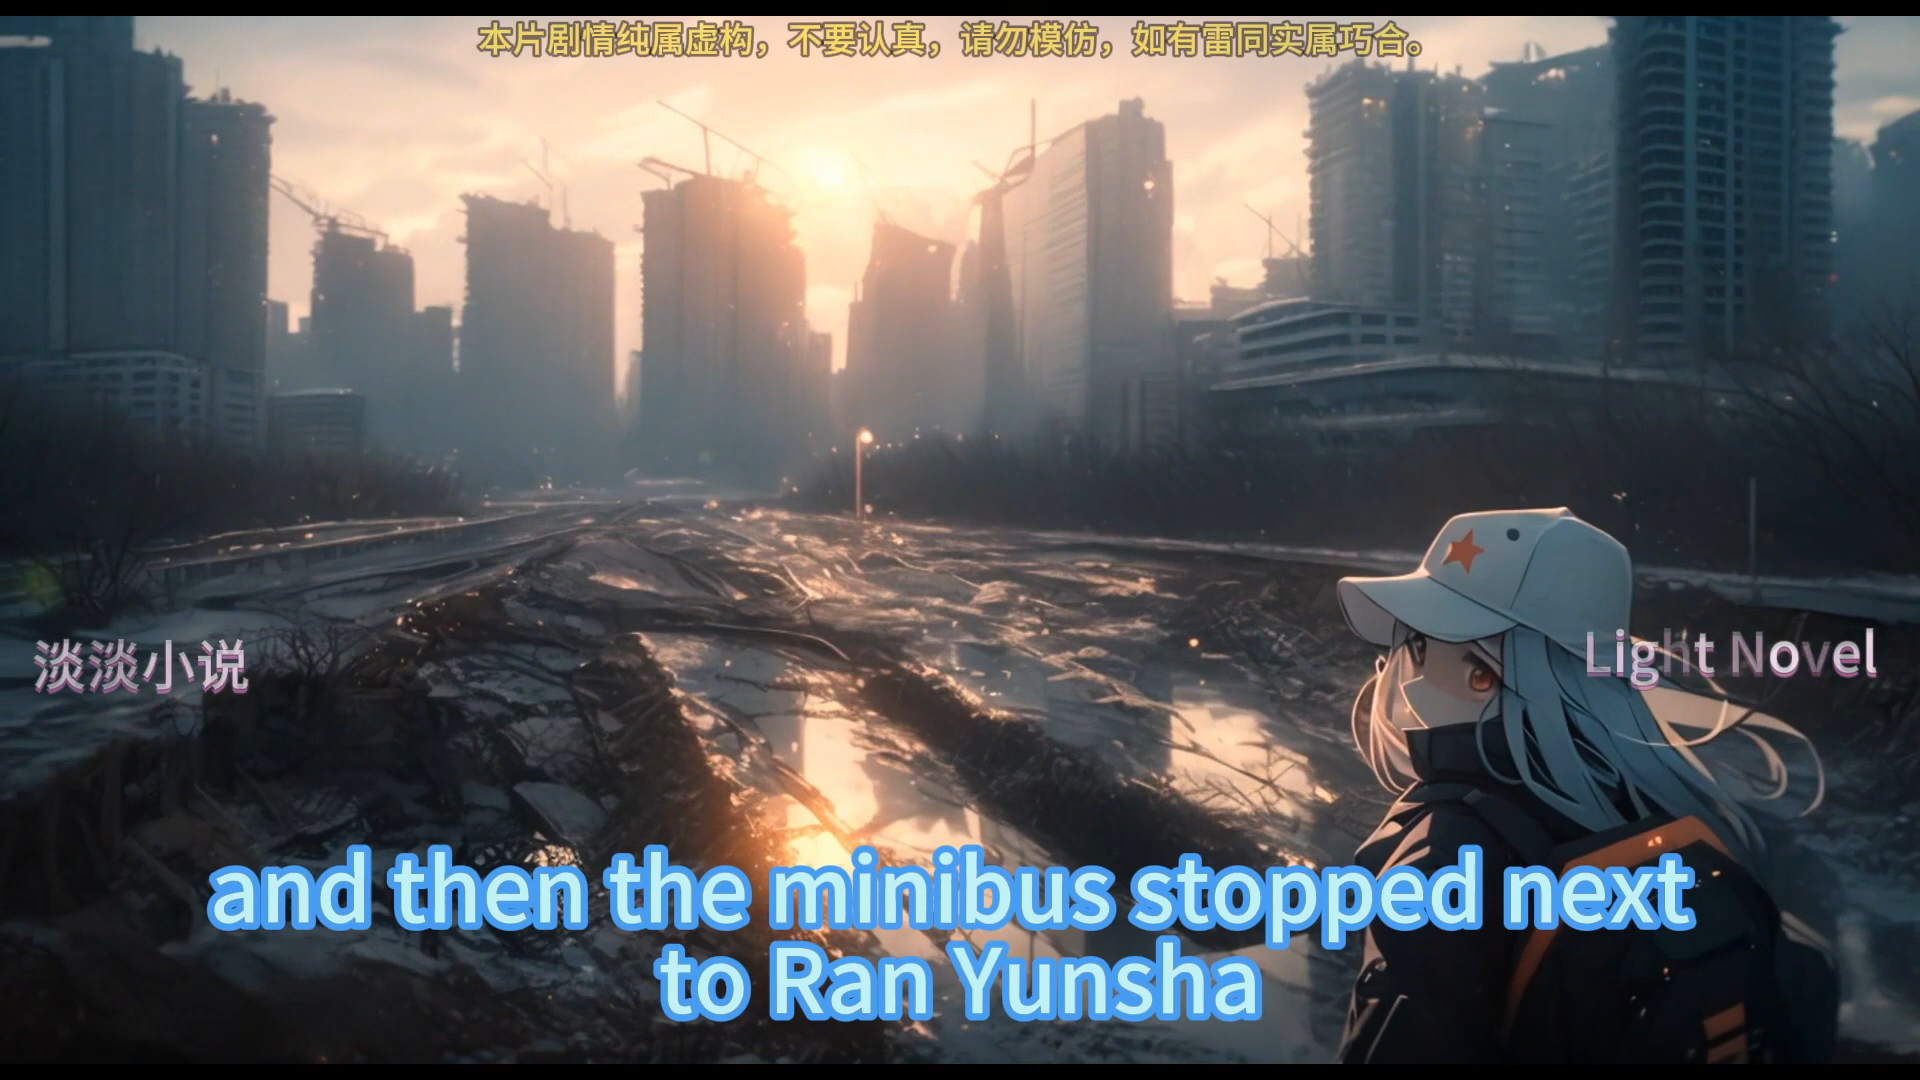 本片剧情纯属虚构，不要认真，请勿模仿，如有雷同实属巧合。
淡淡小说
Light Novel
and then the minibus stopped next
to Ran Yunsha